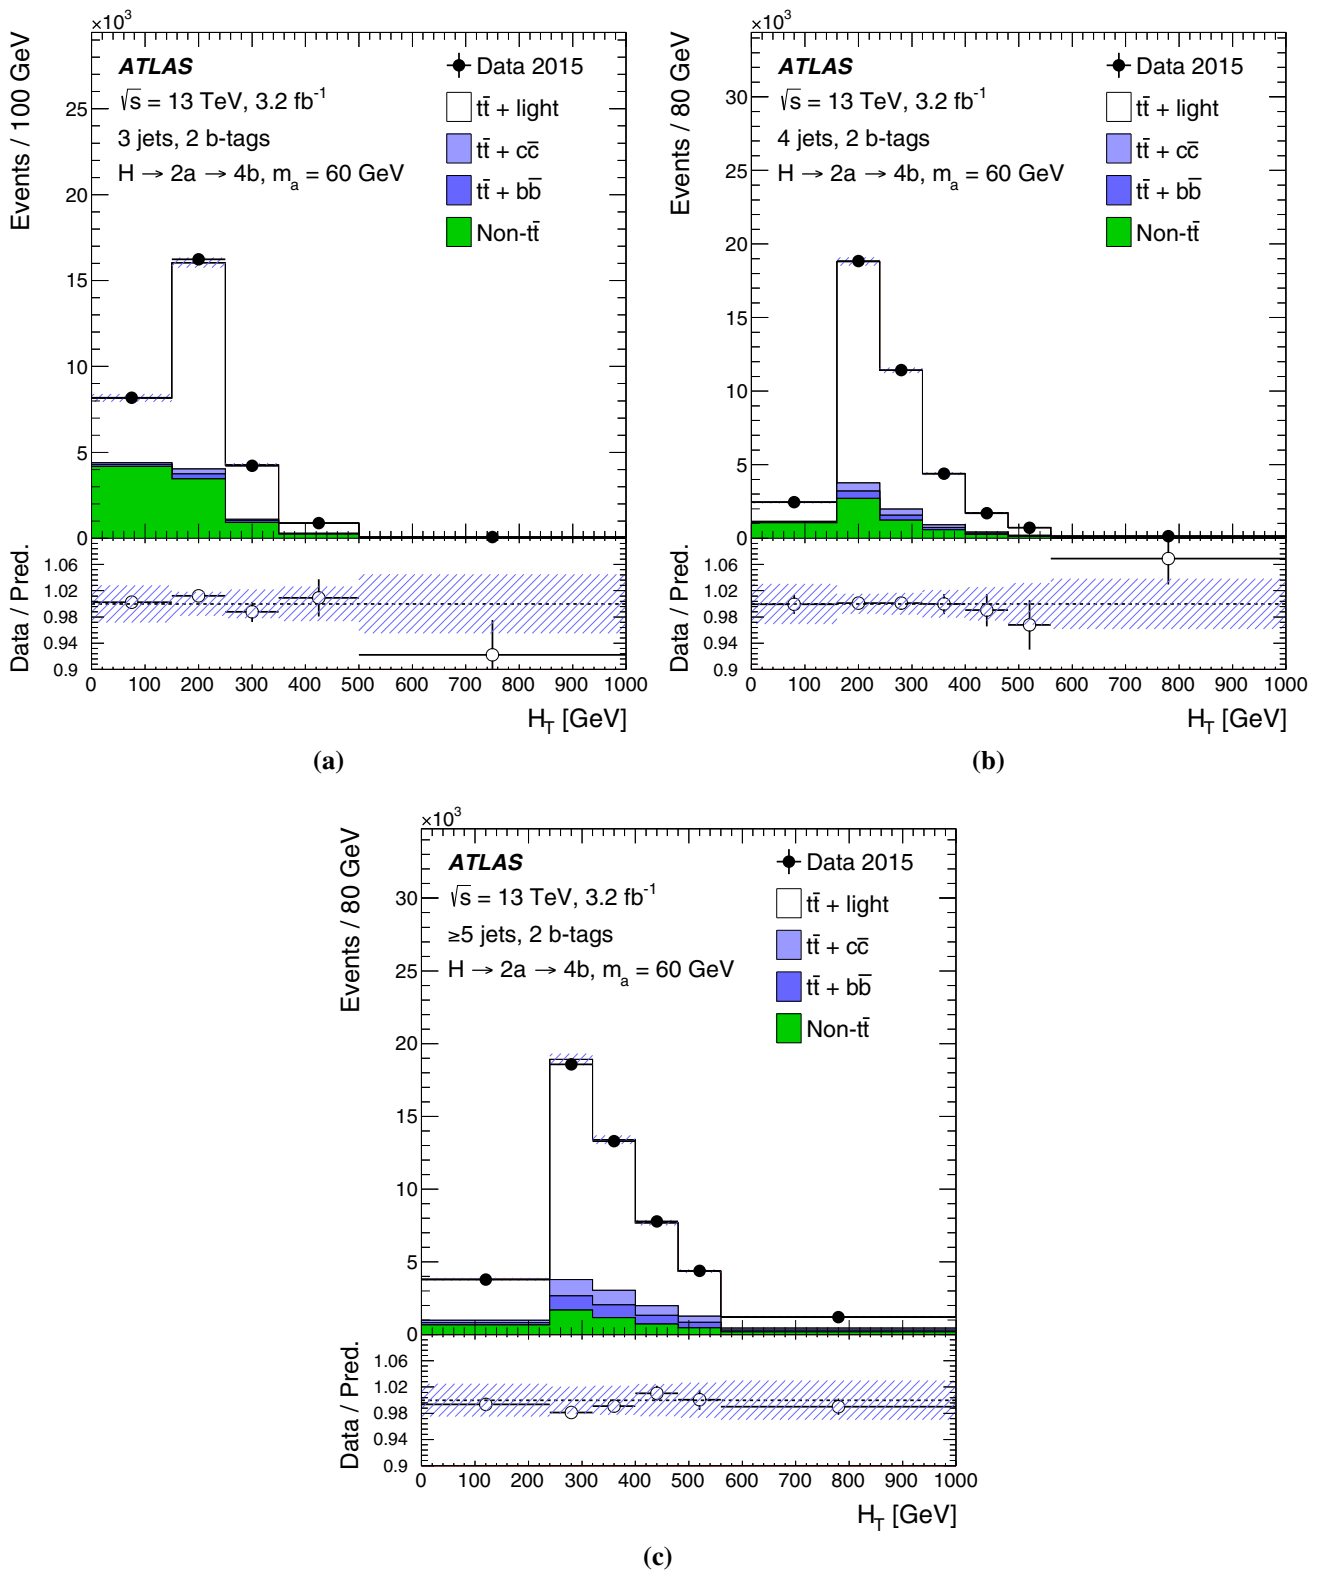 ×10³
Events / 100 GeV
ATLAS
√s = 13 TeV, 3.2 fb⁻¹
3 jets, 2 b-tags
H → 2a → 4b, mₐ = 60 GeV
Data 2015
tt̄ + light
tt̄ + cc̄
tt̄ + bb̄
Non-tt̄
25
20
15
10
5
0
Data / Pred.
1.06
1.02
0.98
0.94
0.9
0 100 200 300 400 500 600 700 800 900 1000
H_T [GeV]
(a)
×10³
Events / 80 GeV
ATLAS
√s = 13 TeV, 3.2 fb⁻¹
4 jets, 2 b-tags
H → 2a → 4b, mₐ = 60 GeV
Data 2015
tt̄ + light
tt̄ + cc̄
tt̄ + bb̄
Non-tt̄
30
25
20
15
10
5
0
Data / Pred.
1.06
1.02
0.98
0.94
0.9
0 100 200 300 400 500 600 700 800 900 1000
H_T [GeV]
(b)
×10³
Events / 80 GeV
ATLAS
√s = 13 TeV, 3.2 fb⁻¹
≥5 jets, 2 b-tags
H → 2a → 4b, mₐ = 60 GeV
Data 2015
tt̄ + light
tt̄ + cc̄
tt̄ + bb̄
Non-tt̄
30
25
20
15
10
5
0
Data / Pred.
1.06
1.02
0.98
0.94
0.9
0 100 200 300 400 500 600 700 800 900 1000
H_T [GeV]
(c)